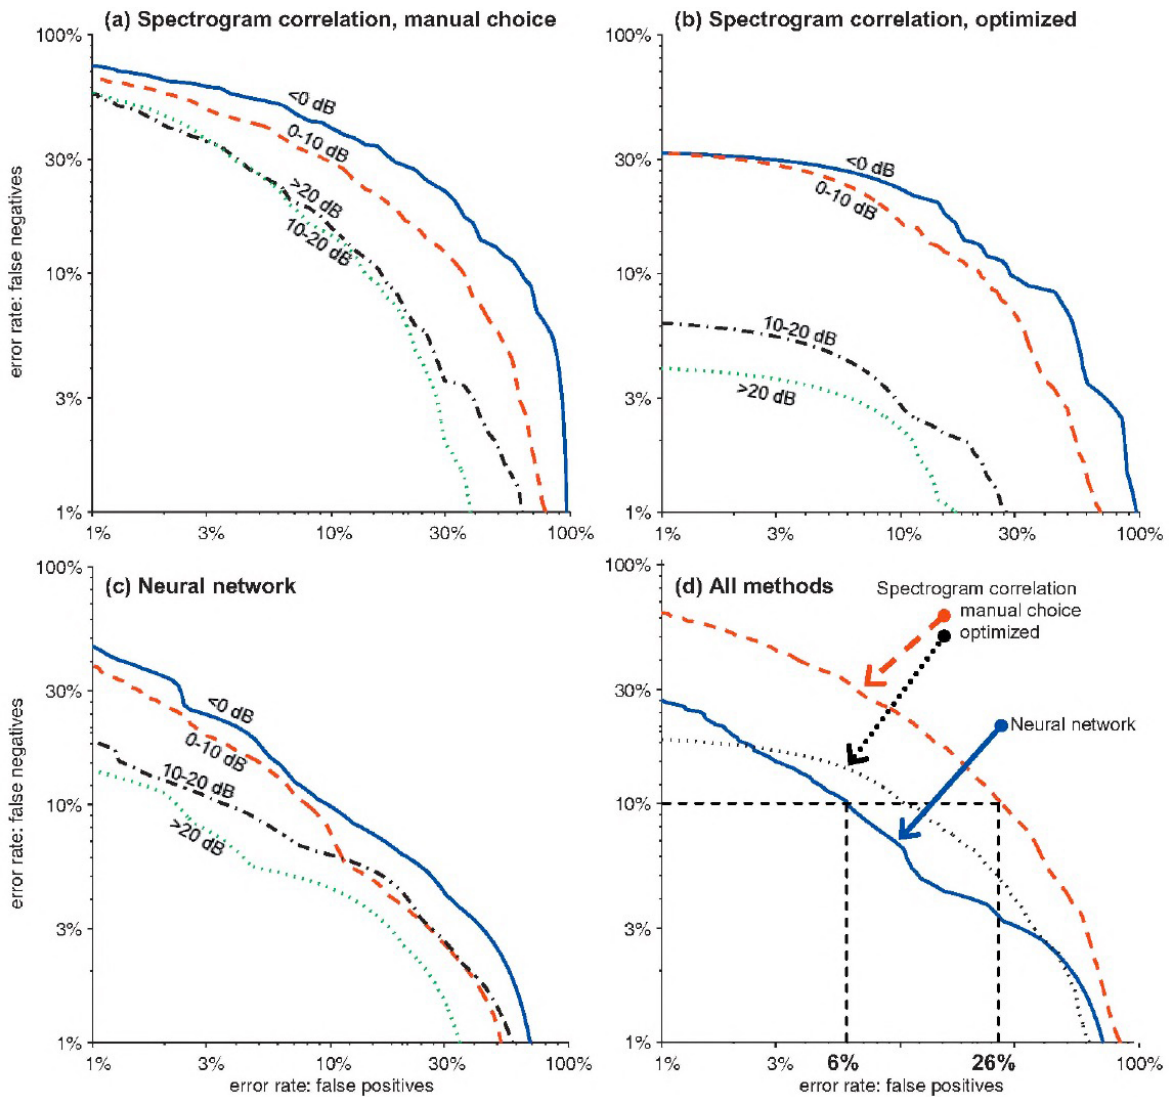 (a) Spectrogram correlation, manual choice
100%
30%
10%
3%
1%
error rate: false negatives
<0 dB
0-10 dB
>20 dB
10-20 dB
1%
3%
10%
30%
100%
(b) Spectrogram correlation, optimized
100%
30%
10%
3%
1%
<0 dB
0-10 dB
10-20 dB
>20 dB
1%
3%
10%
30%
100%
(c) Neural network
100%
30%
10%
3%
1%
error rate: false negatives
<0 dB
0-10 dB
10-20 dB
>20 dB
1%
3%
10%
30%
100%
error rate: false positives
(d) All methods
100%
30%
10%
3%
1%
Spectrogram correlation
manual choice
optimized
Neural network
1%
3%
6%
26%
100%
error rate: false positives